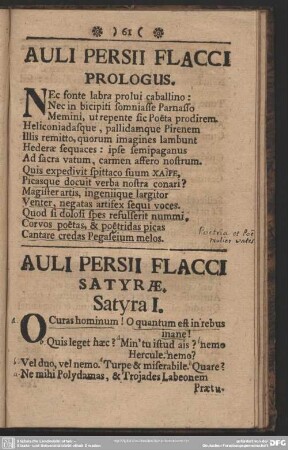 ) 61 (
AULI PERSII FLACCI
PROLOGUS.
NEc fonte labra prolui caballino:
Nec in bicipiti somniasse Parnasso
Memini, ut repente sic Poëta prodirem.
Heliconiadasque, pallidamque Pirenem
Illis remitto, quorum imagines lambunt
Hederæ sequaces: ipse semipaganus
Ad sacra vatum, carmen affero nostrum.
Quis expedivit psittaco suum ΧΑΙΡΕ,
Picasque docuit verba nostra conari?
Magister artis, ingeniique largitor
Venter, negatas artifex sequi voces.
Quod si dolosi spes refulserit nummi,
Corvos poëtas, & poëtridas picas
Cantare credas Pegaseium melos.
AULI PERSII FLACCI
SATYRÆ,
Satyra I.
O Curas hominum! O quantum est in rebus
inane!
Quis leget hæc? Min' tu istud ais? nemo
Hercule. nemo?
Vel duo, vel nemo. Turpe & miserabile. Quare?
Ne mihi Polydamas, & Trojades Labeonem
Prætu-